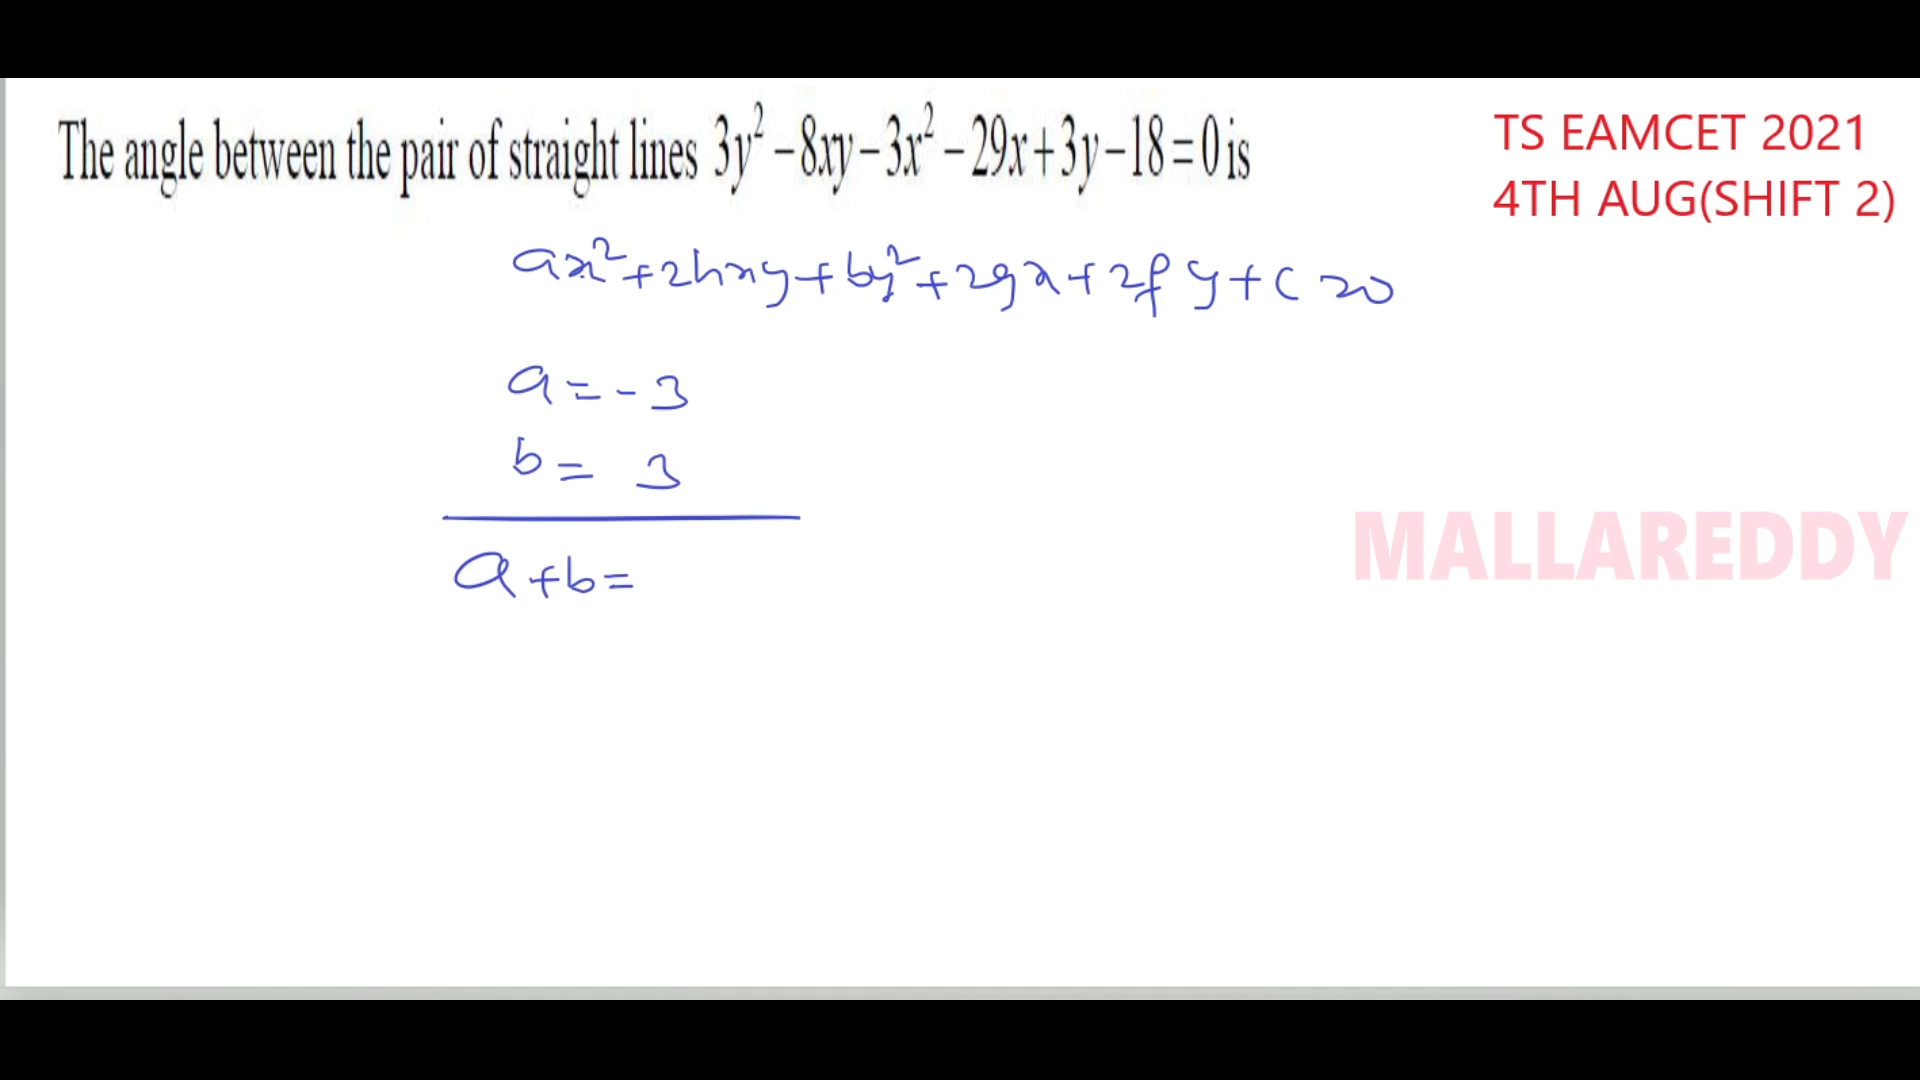 The angle between the pair of straight lines 3y² – 8xy – 3x² – 29x + 3y – 18 = 0 is
TS EAMCET 2021
4TH AUG(SHIFT 2)
ax² + 2hxy + by² + 2gx + 2fy + c = 0
a = - 3
b = 3
a + b =
MALLAREDDY